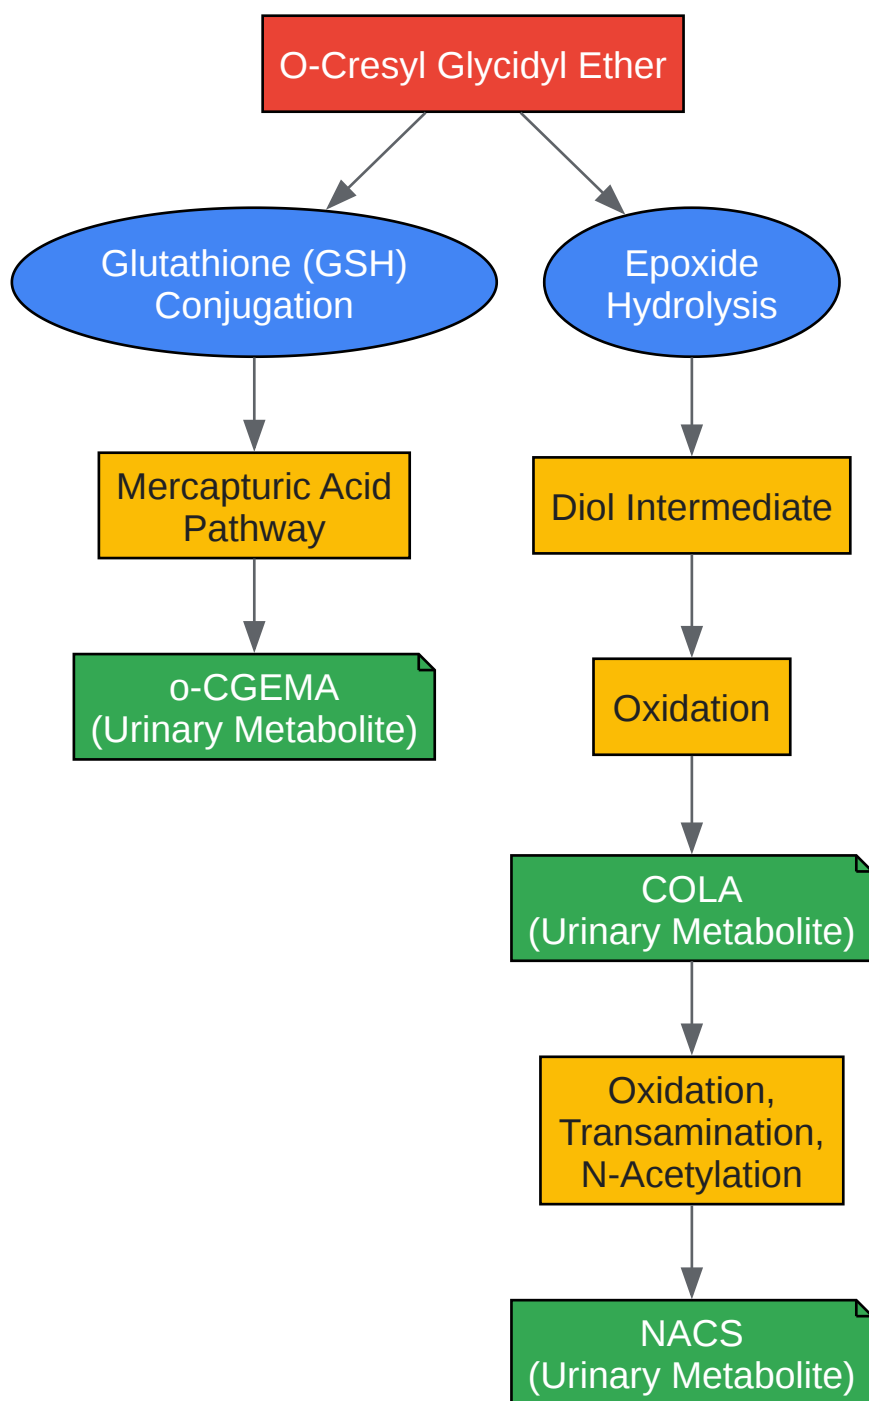 O-Cresyl Glycidyl Ether
Glutathione (GSH)
Conjugation
Epoxide
Hydrolysis
Mercapturic Acid
Pathway
Diol Intermediate
o-CGEMA
(Urinary Metabolite)
Oxidation
COLA
(Urinary Metabolite)
Oxidation,
Transamination,
N-Acetylation
NACS
(Urinary Metabolite)